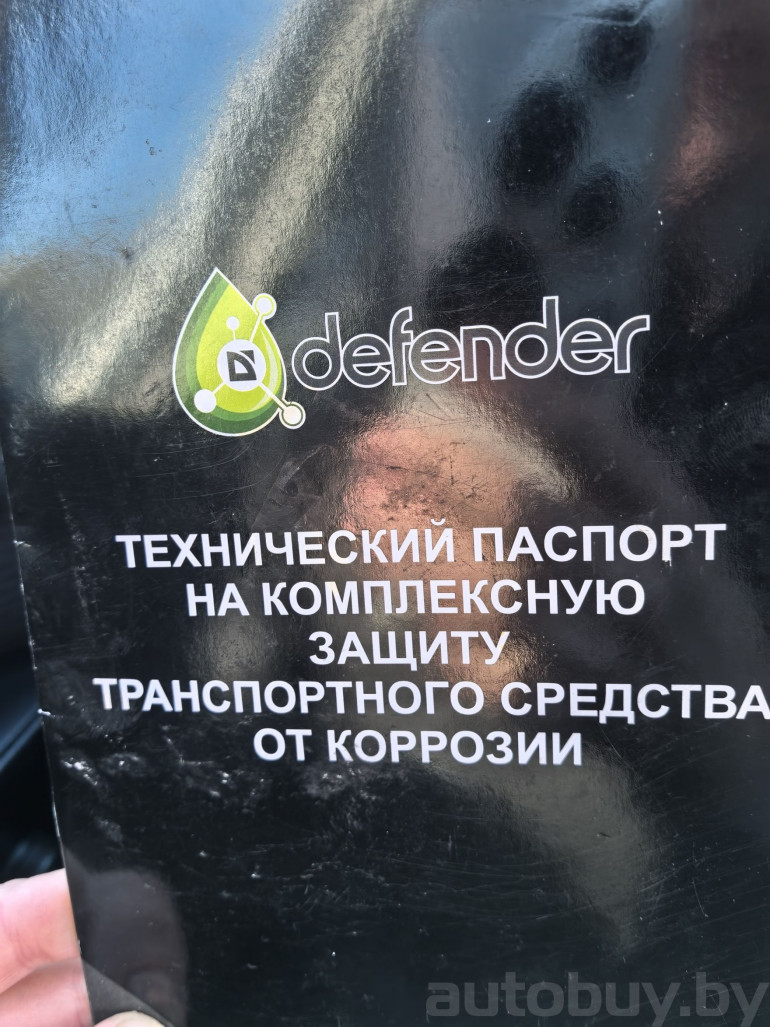 defender
ТЕХНИЧЕСКИЙ ПАСПОРТ
НА КОМПЛЕКСНУЮ
ЗАЩИТУ
ТРАНСПОРТНОГО СРЕДСТВА
ОТ КОРРОЗИИ
autobuy.by